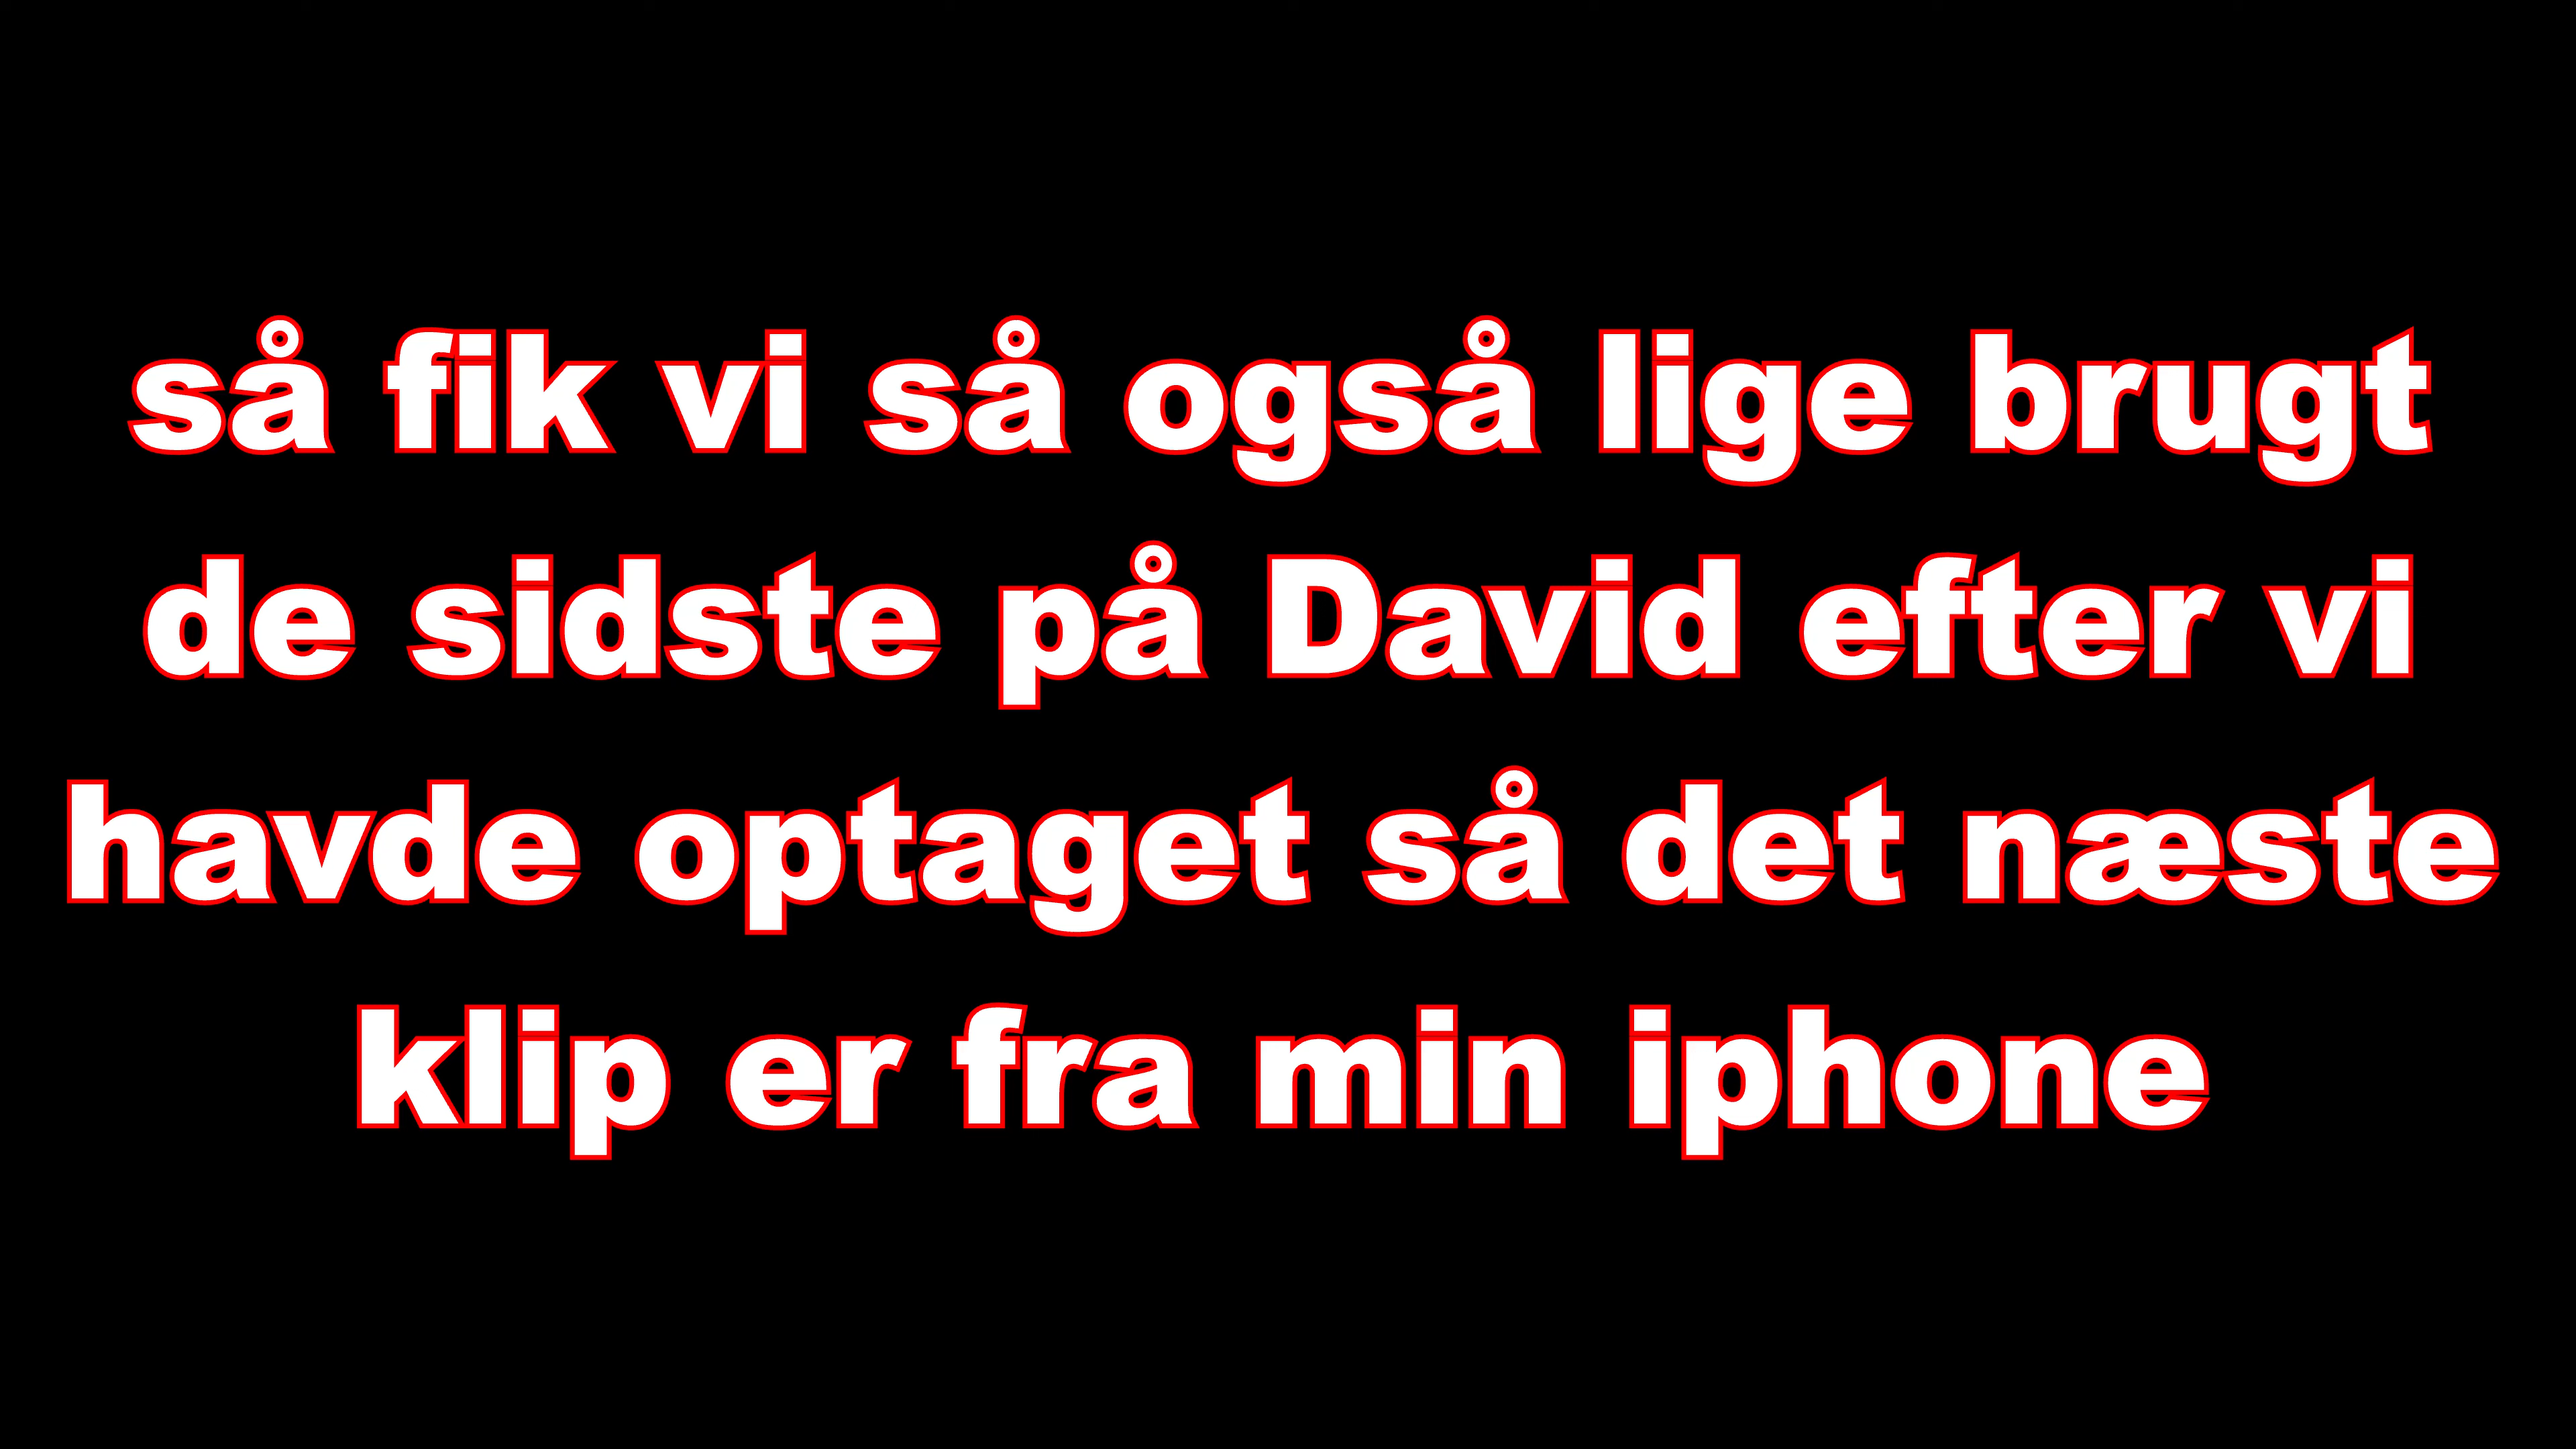 så fik vi så også lige brugt
de sidste på David efter vi
havde optaget så det næste
klip er fra min iphone